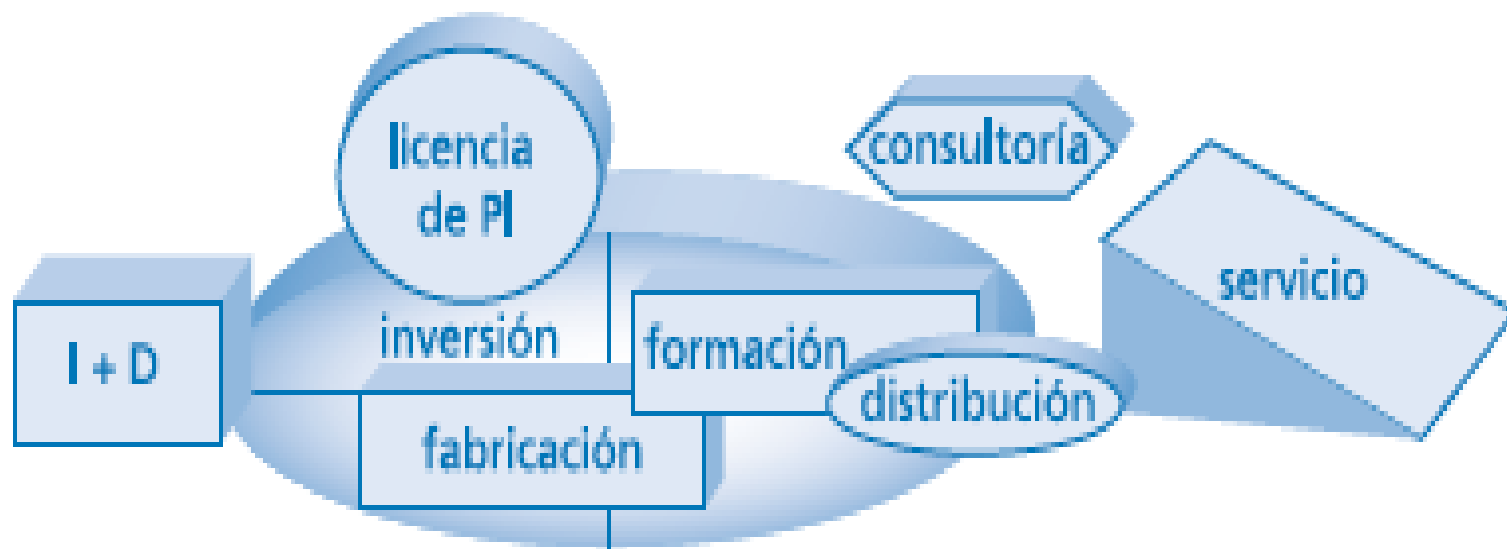 licencia
de PI
consultoría
servicio
I + D
inversión
formación
distribución
fabricación